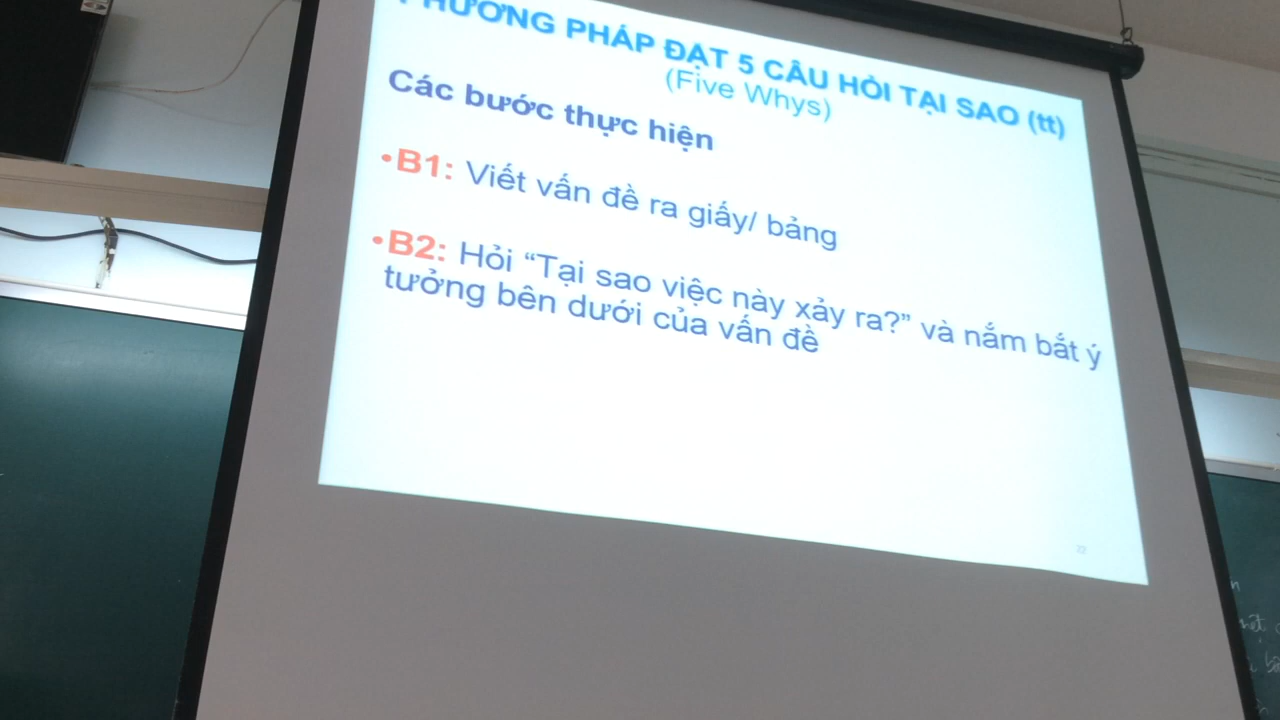 PHƯƠNG PHÁP ĐẠT 5 CÂU HỎI TẠI SAO (tt)
(Five Whys)
Các bước thực hiện
•B1: Viết vấn đề ra giấy/ bảng
•B2: Hỏi “Tại sao việc này xảy ra?” và nắm bắt ý
tưởng bên dưới của vấn đề
22